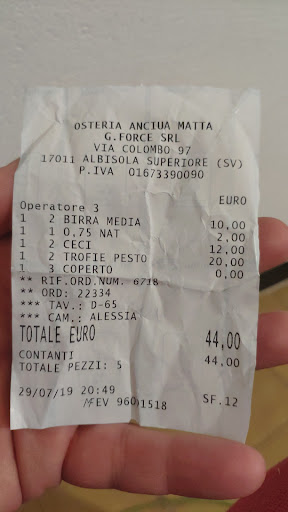 OSTERIA ANCIUA MATTA
G.FORCE SRL
VIA COLOMBO 97
17011 ALBISOLA SUPERIORE (SV)
P.IVA 01673390090
EURO
Operatore 3
1 2 BIRRA MEDIA 10,00
1 1 0,75 NAT 2,00
1 2 CECI 12,00
1 2 TROFIE PESTO 20,00
1 3 COPERTO 0,00
** RIF.ORD.NUM. 6718
** ORD: 22334
*** TAV.: D-65
*** CAM.: ALESSIA
TOTALE EURO 44,00
CONTANTI 44,00
TOTALE PEZZI: 5
29/07/19 20:49 SF.12
EV 96011518